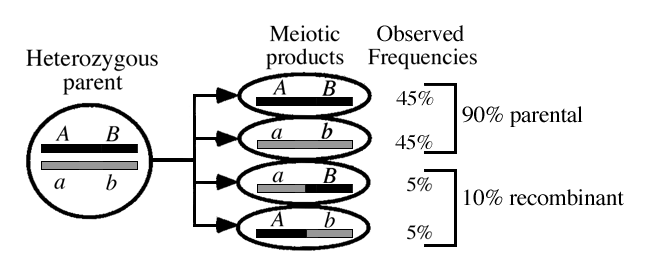 Heterozygous
parent
A B
a b
Meiotic
products
Observed
Frequencies
A B
45%
a b
45%
90% parental
a B
5%
A b
5%
10% recombinant